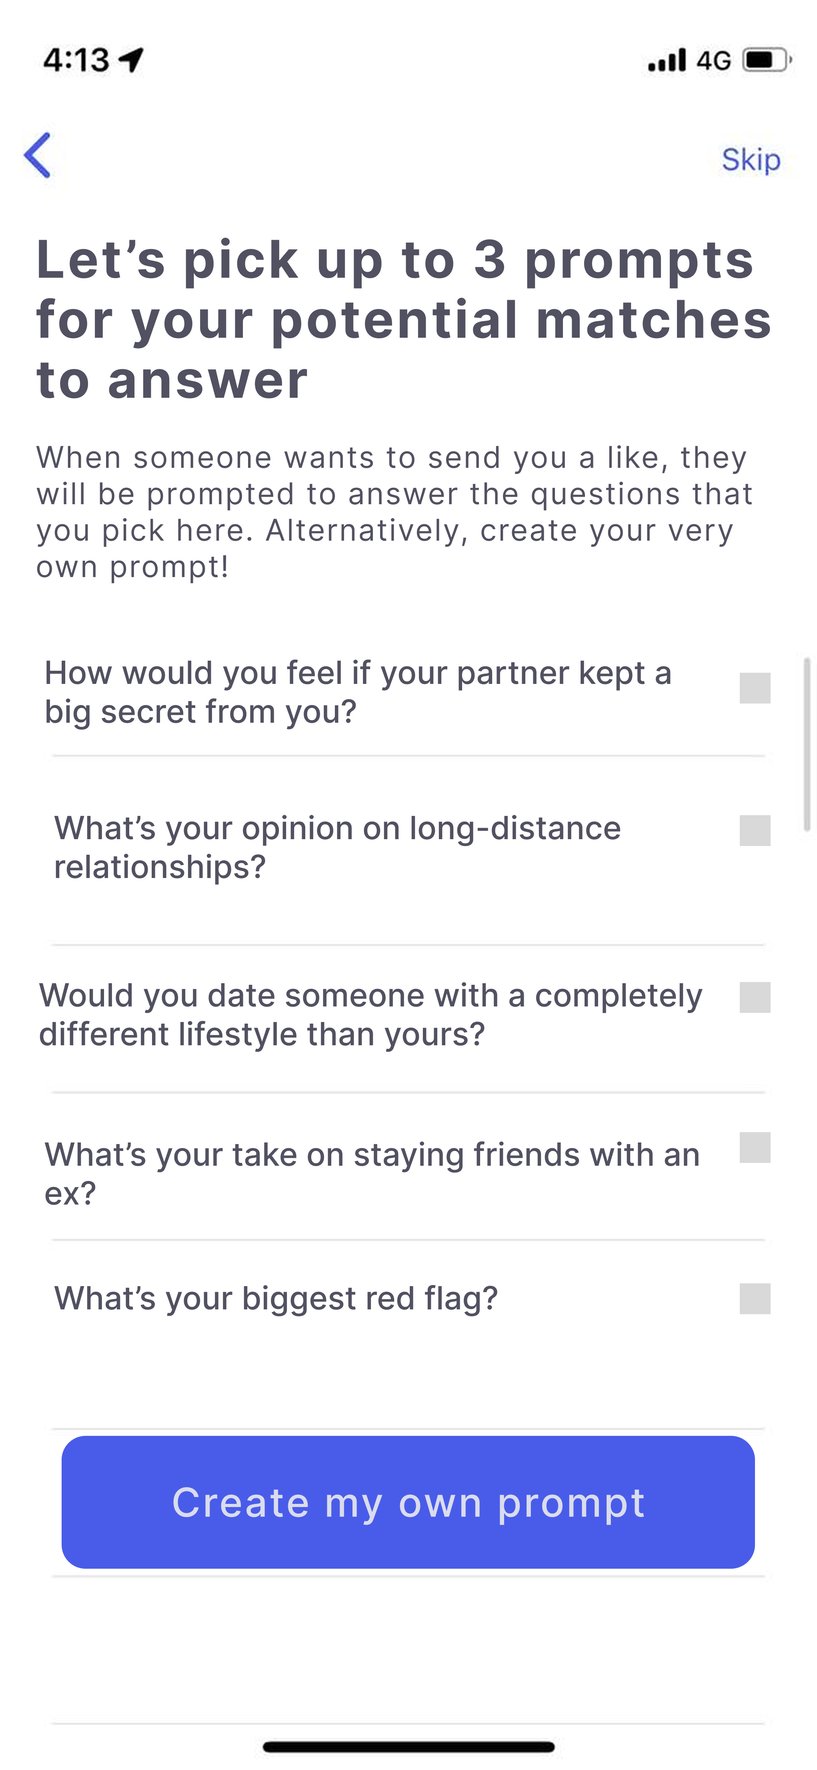 4:13 4G
Skip
Let’s pick up to 3 prompts
for your potential matches
to answer
When someone wants to send you a like, they
will be prompted to answer the questions that
you pick here. Alternatively, create your very
own prompt!
How would you feel if your partner kept a
big secret from you?
What’s your opinion on long-distance
relationships?
Would you date someone with a completely
different lifestyle than yours?
What’s your take on staying friends with an
ex?
What’s your biggest red flag?
Create my own prompt